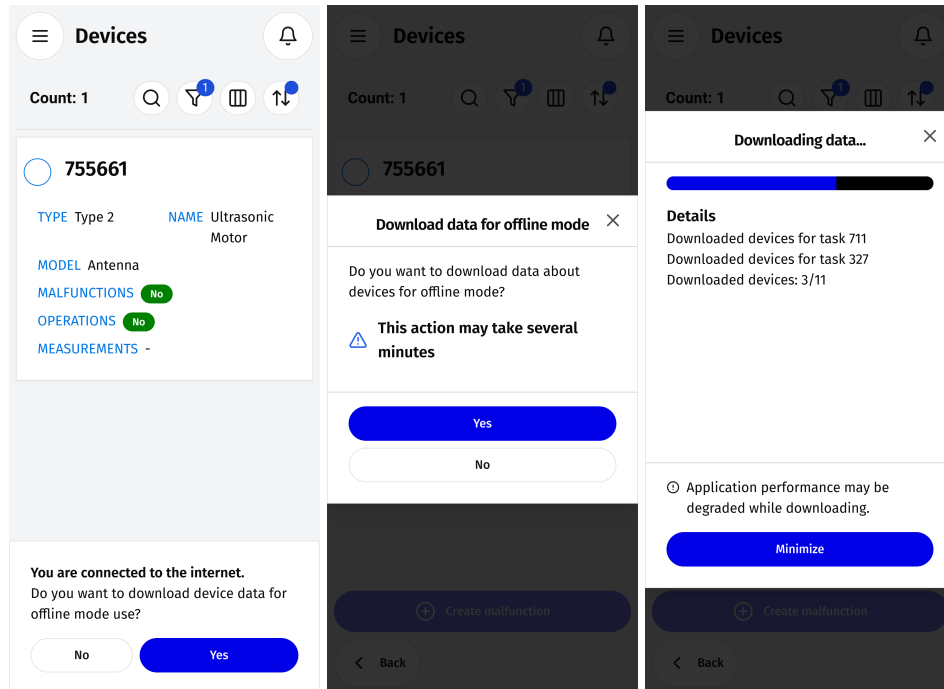 Devices
Count: 1
1
755661
TYPE Type 2
NAME Ultrasonic
Motor
MODEL Antenna
MALFUNCTIONS No
OPERATIONS No
MEASUREMENTS -
You are connected to the internet.
Do you want to download device data for
offline mode use?
No
Yes
Devices
Count: 1
1
755661
Download data for offline mode
Do you want to download data about
devices for offline mode?
This action may take several
minutes
Yes
No
Create malfunction
Back
Devices
Count: 1
1
Downloading data...
Details
Downloaded devices for task 711
Downloaded devices for task 327
Downloaded devices: 3/11
Application performance may be
degraded while downloading.
Minimize
Create malfunction
Back